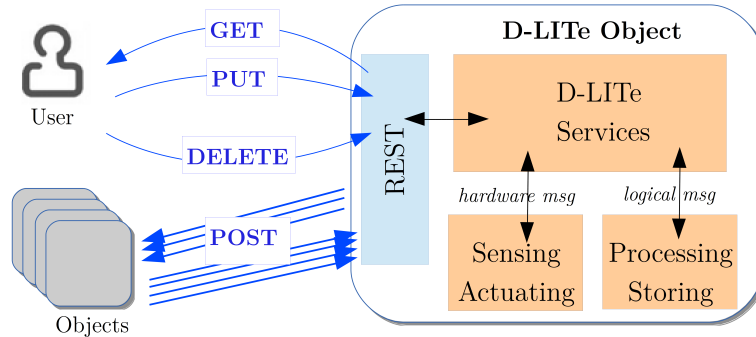 GET
PUT
User
DELETE
POST
Objects
D-LITe Object
REST
D-LITe
Services
hardware msg
logical msg
Sensing
Actuating
Processing
Storing